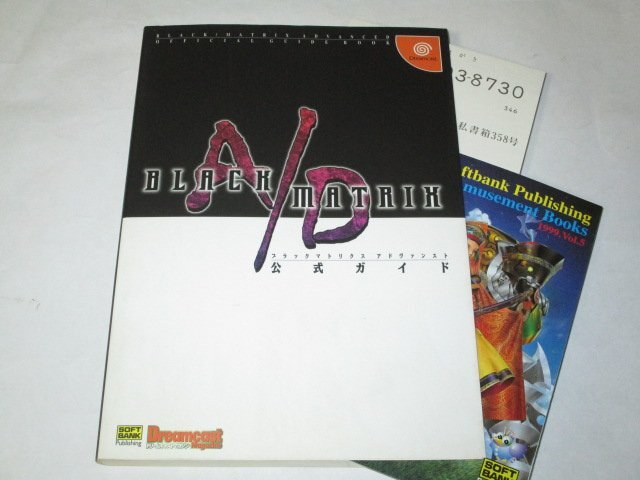 BLACK/MATRIX ADVANCED
OFFICIAL GUIDE BOOK
Dreamcast
A/D
BLACK MATRIX
ブラックマトリクス アドヴァンスト
公式ガイド
SOFT
BANK
Publishing
Dreamcast
Magazine
3-8730
346
私書箱358号
ftbank Publishing
musement Books
1999. Vol.5
SOFT
BANK